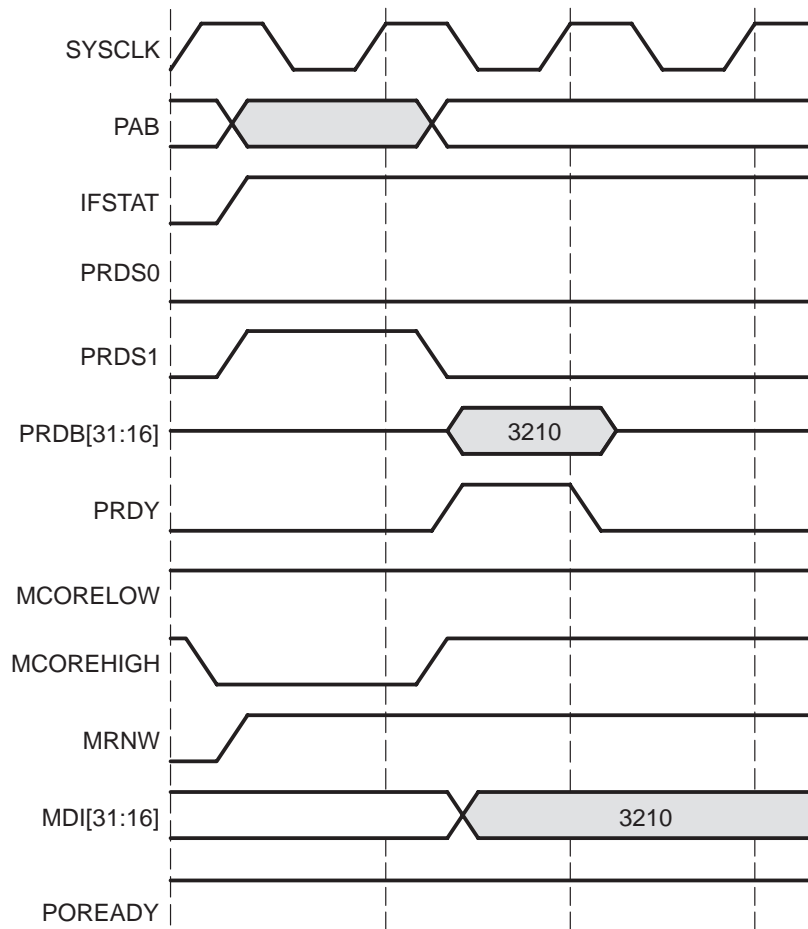 SYSCLK
PAB
IFSTAT
PRDS0
PRDS1
PRDB[31:16]
3210
PRDY
MCORELOW
MCOREHIGH
MRNW
MDI[31:16]
3210
POREADY